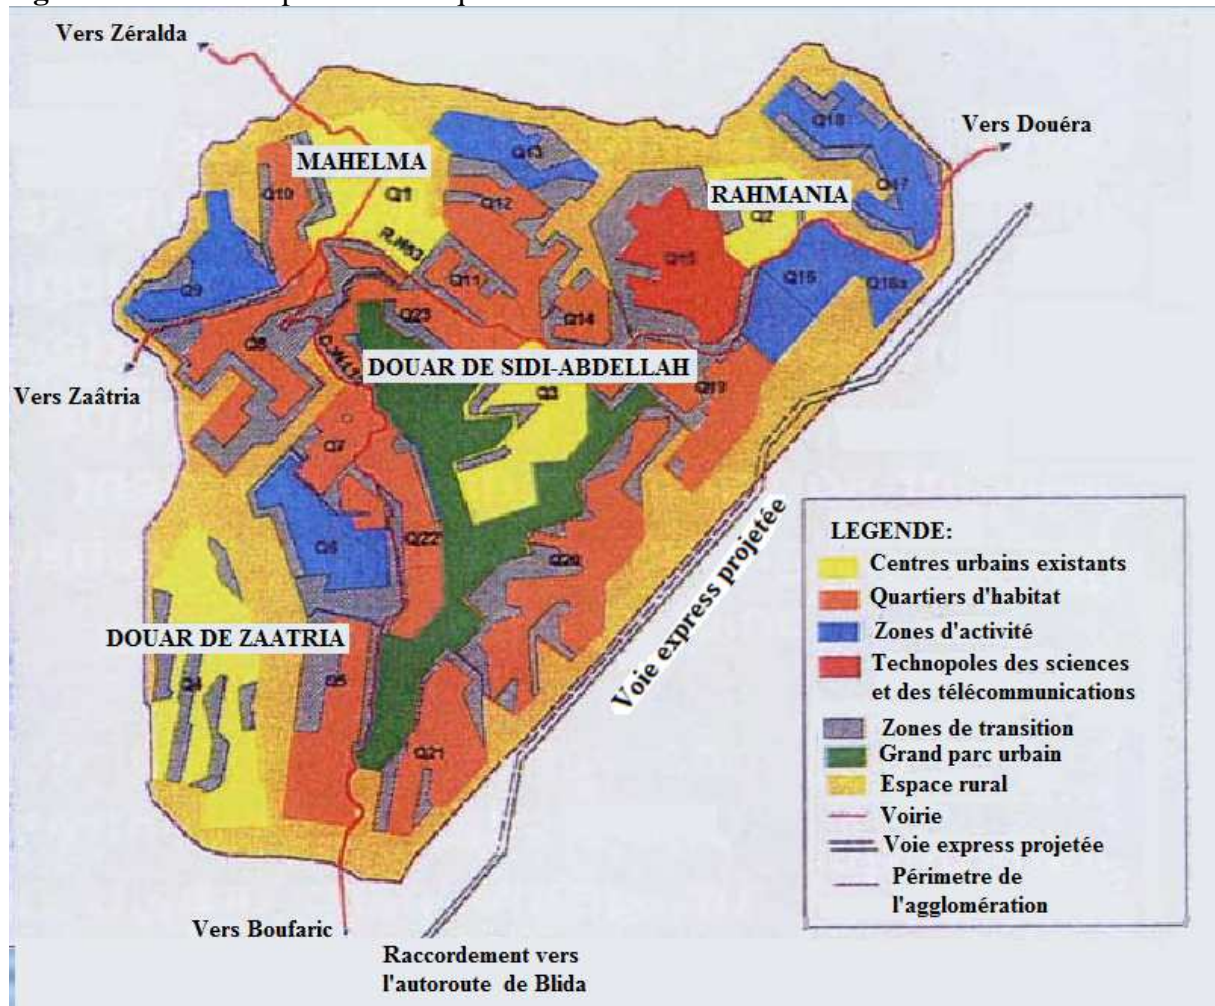 Vers Zéralda
Vers Douéra
MAHELMA
RAHMANIA
Q18
Q13
Q17
Q10
Q1
Q12
Q2
R.N63
Q15
Q11
Q16
Q16a
Q9
Q23
Q14
Q8
DOUAR DE SIDI-ABDELLAH
Vers Zaâtria
Q3
Q19
Q7
Q6
Q22
Q20
Voie express projetée
DOUAR DE ZAATRIA
Q4
Q5
Q21
Vers Boufaric
Raccordement vers
l'autoroute de Blida
LEGENDE:
Centres urbains existants
Quartiers d'habitat
Zones d'activité
Technopoles des sciences
et des télécommunications
Zones de transition
Grand parc urbain
Espace rural
Voirie
Voie express projetée
Périmetre de
l'agglomération